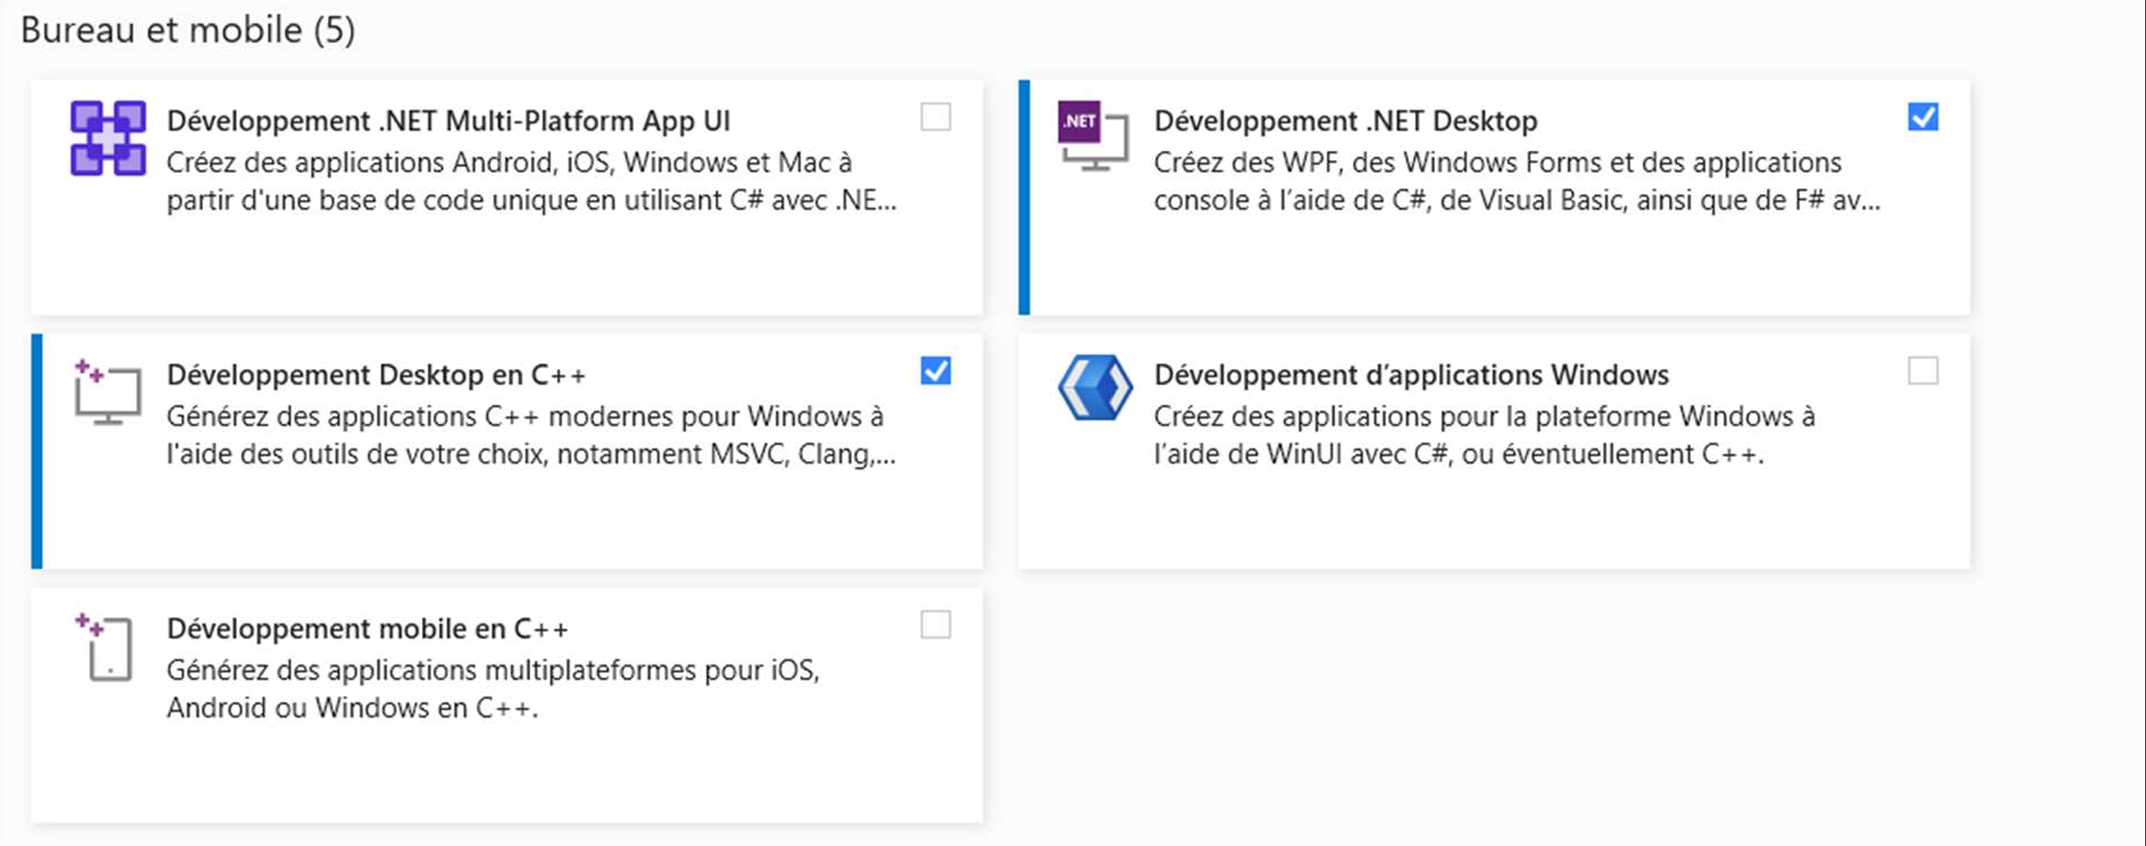 Bureau et mobile (5)
Développement .NET Multi-Platform App UI
Créez des applications Android, iOS, Windows et Mac à
partir d'une base de code unique en utilisant C# avec .NE...
.NET
Développement .NET Desktop
Créez des WPF, des Windows Forms et des applications
console à l’aide de C#, de Visual Basic, ainsi que de F# av...
Développement Desktop en C++
Générez des applications C++ modernes pour Windows à
l'aide des outils de votre choix, notamment MSVC, Clang,...
Développement d’applications Windows
Créez des applications pour la plateforme Windows à
l’aide de WinUI avec C#, ou éventuellement C++.
Développement mobile en C++
Générez des applications multiplateformes pour iOS,
Android ou Windows en C++.